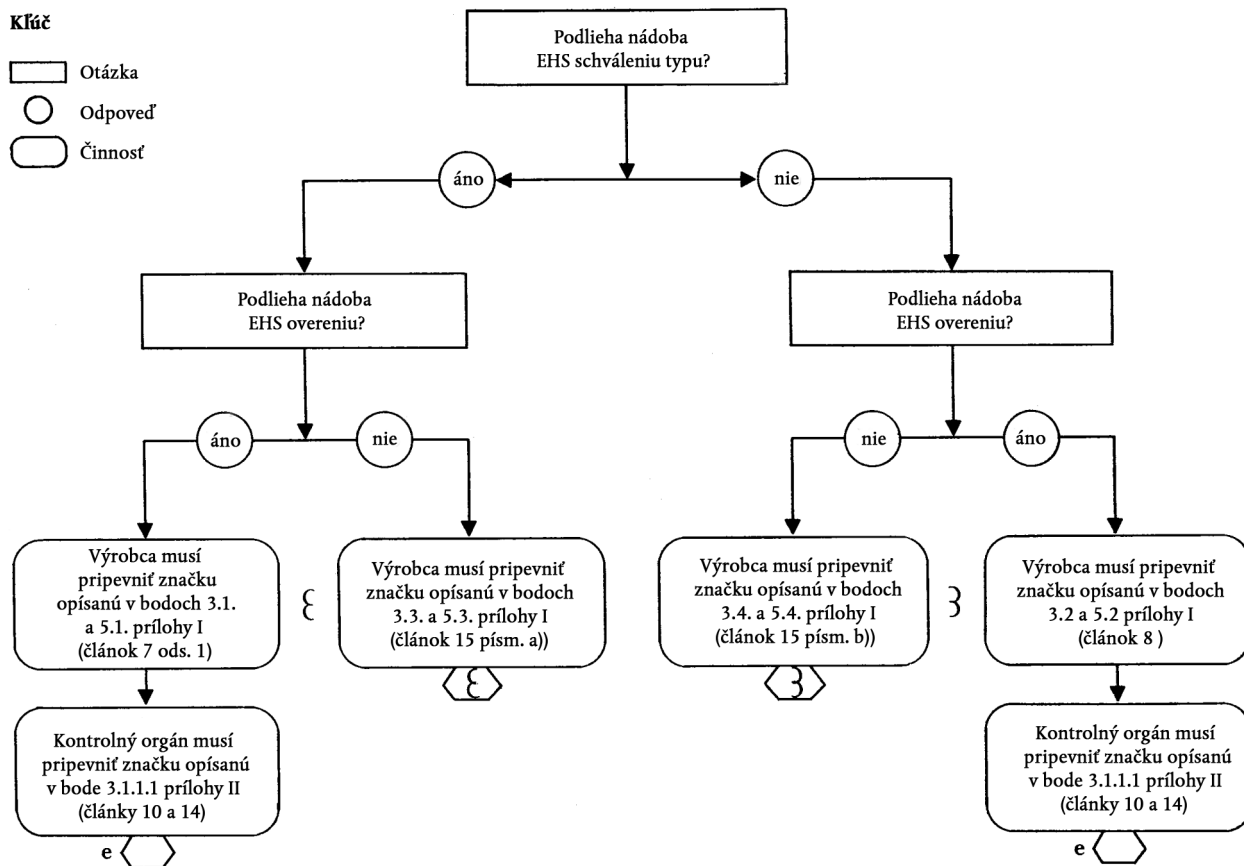 Kľúč
Otázka
Odpoveď
Činnosť
Podlieha nádoba
EHS schváleniu typu?
áno
nie
Podlieha nádoba
EHS overeniu?
Podlieha nádoba
EHS overeniu?
áno
nie
nie
áno
Výrobca musí
pripevniť značku
opísanú v bodoch 3.1.
a 5.1. prílohy I
(článok 7 ods. 1)
Výrobca musí pripevniť
značku opísanú v bodoch
3.3. a 5.3. prílohy I
(článok 15 písm. a))
Výrobca musí pripevniť
značku opísanú v bodoch
3.4. a 5.4. prílohy I
(článok 15 písm. b))
Výrobca musí pripevniť
značku opísanú v bodoch
3.2 a 5.2 prílohy I
(článok 8 )
Kontrolný orgán musí
pripevniť značku opísanú
v bode 3.1.1.1 prílohy II
(články 10 a 14)
e
Kontrolný orgán musí
pripevniť značku opísanú
v bode 3.1.1.1 prílohy II
(články 10 a 14)
e